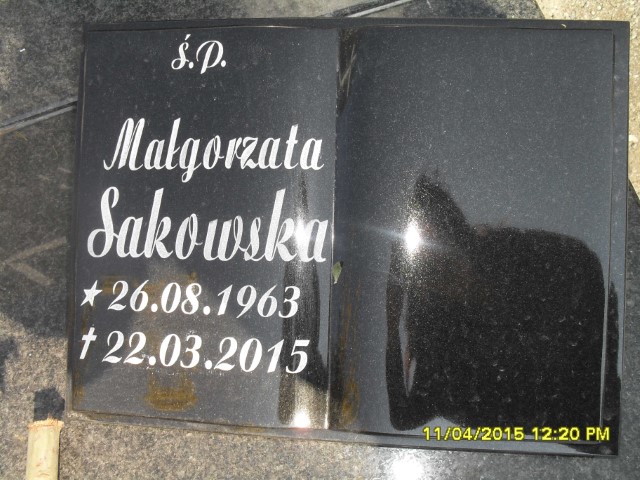 Ś.P.
Małgorzata
Sakowska
★ 26.08.1963
† 22.03.2015
11/04/2015 12:20 PM